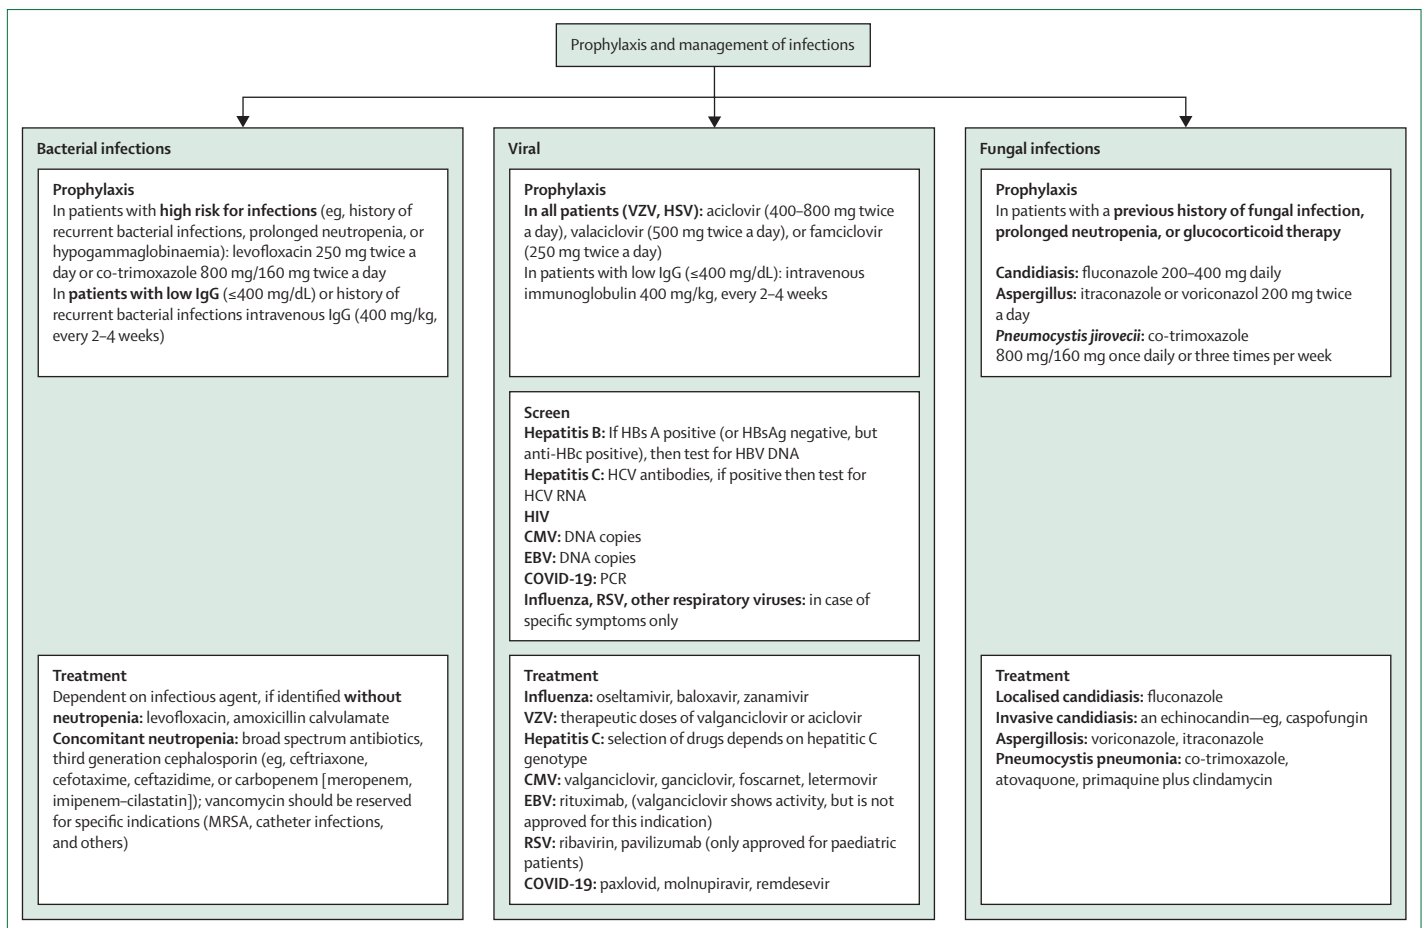 Prophylaxis and management of infections
Bacterial infections
Prophylaxis
In patients with high risk for infections (eg, history of
recurrent bacterial infections, prolonged neutropenia, or
hypogammaglobinaemia): levofloxacin 250 mg twice a
day or co-trimoxazole 800 mg/160 mg twice a day
In patients with low IgG (≤400 mg/dL) or history of
recurrent bacterial infections intravenous IgG (400 mg/kg,
every 2–4 weeks)
Treatment
Dependent on infectious agent, if identified without
neutropenia: levofloxacin, amoxicillin calvulamate
Concomitant neutropenia: broad spectrum antibiotics,
third generation cephalosporin (eg, ceftriaxone,
cefotaxime, ceftazidime, or carbopenem [meropenem,
imipenem–cilastatin]); vancomycin should be reserved
for specific indications (MRSA, catheter infections,
and others)
Viral
Prophylaxis
In all patients (VZV, HSV): aciclovir (400–800 mg twice
a day), valaciclovir (500 mg twice a day), or famciclovir
(250 mg twice a day)
In patients with low IgG (≤400 mg/dL): intravenous
immunoglobulin 400 mg/kg, every 2–4 weeks
Screen
Hepatitis B: If HBs A positive (or HBsAg negative, but
anti-HBc positive), then test for HBV DNA
Hepatitis C: HCV antibodies, if positive then test for
HCV RNA
HIV
CMV: DNA copies
EBV: DNA copies
COVID-19: PCR
Influenza, RSV, other respiratory viruses: in case of
specific symptoms only
Treatment
Influenza: oseltamivir, baloxavir, zanamivir
VZV: therapeutic doses of valganciclovir or aciclovir
Hepatitis C: selection of drugs depends on hepatitic C
genotype
CMV: valganciclovir, ganciclovir, foscarnet, letermovir
EBV: rituximab, (valganciclovir shows activity, but is not
approved for this indication)
RSV: ribavirin, pavilizumab (only approved for paediatric
patients)
COVID-19: paxlovid, molnupiravir, remdesevir
Fungal infections
Prophylaxis
In patients with a previous history of fungal infection,
prolonged neutropenia, or glucocorticoid therapy
Candidiasis: fluconazole 200–400 mg daily
Aspergillus: itraconazole or voriconazol 200 mg twice
a day
Pneumocystis jirovecii: co-trimoxazole
800 mg/160 mg once daily or three times per week
Treatment
Localised candidiasis: fluconazole
Invasive candidiasis: an echinocandin—eg, caspofungin
Aspergillosis: voriconazole, itraconazole
Pneumocystis pneumonia: co-trimoxazole,
atovaquone, primaquine plus clindamycin